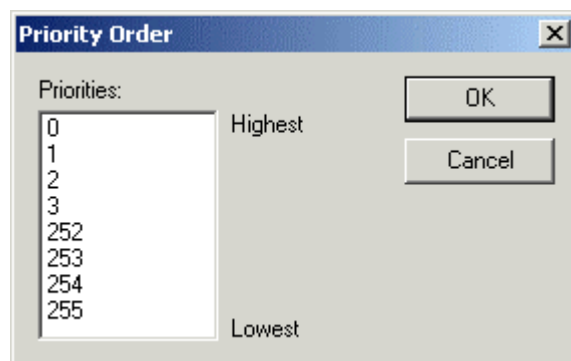 Priority Order
Priorities:
0
1
2
3
252
253
254
255
Highest
Lowest
OK
Cancel